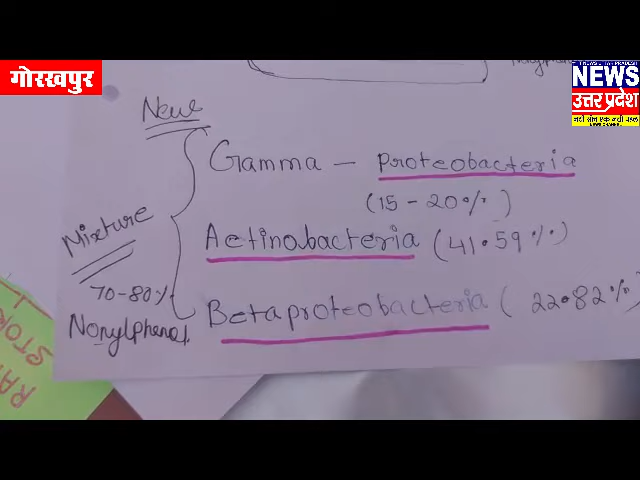 गोरखपुर
NEWS
उत्तर प्रदेश
New
Gamma – Proteobacteria
(15 – 20%)
Mixture
Actinobacteria (41.59%)
70-80%
Nonylphenol
Betaproteobacteria (22.82%)